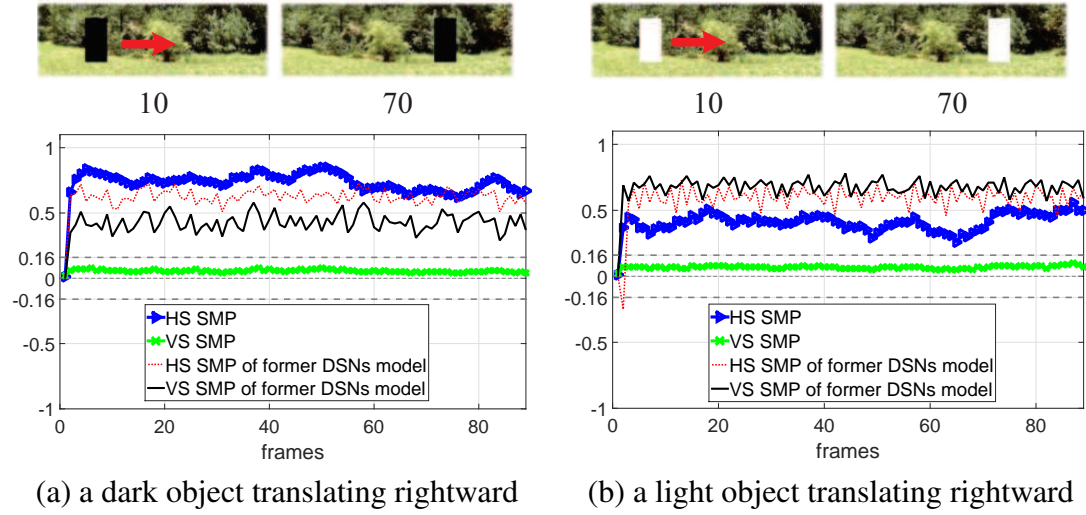 10 70
1
0.5
0.16
0
-0.16
-0.5
-1
HS SMP
VS SMP
HS SMP of former DSNs model
VS SMP of former DSNs model
0 20 40 60 80
frames
(a) a dark object translating rightward
10 70
1
0.5
0.16
0
-0.16
-0.5
-1
HS SMP
VS SMP
HS SMP of former DSNs model
VS SMP of former DSNs model
0 20 40 60 80
frames
(b) a light object translating rightward